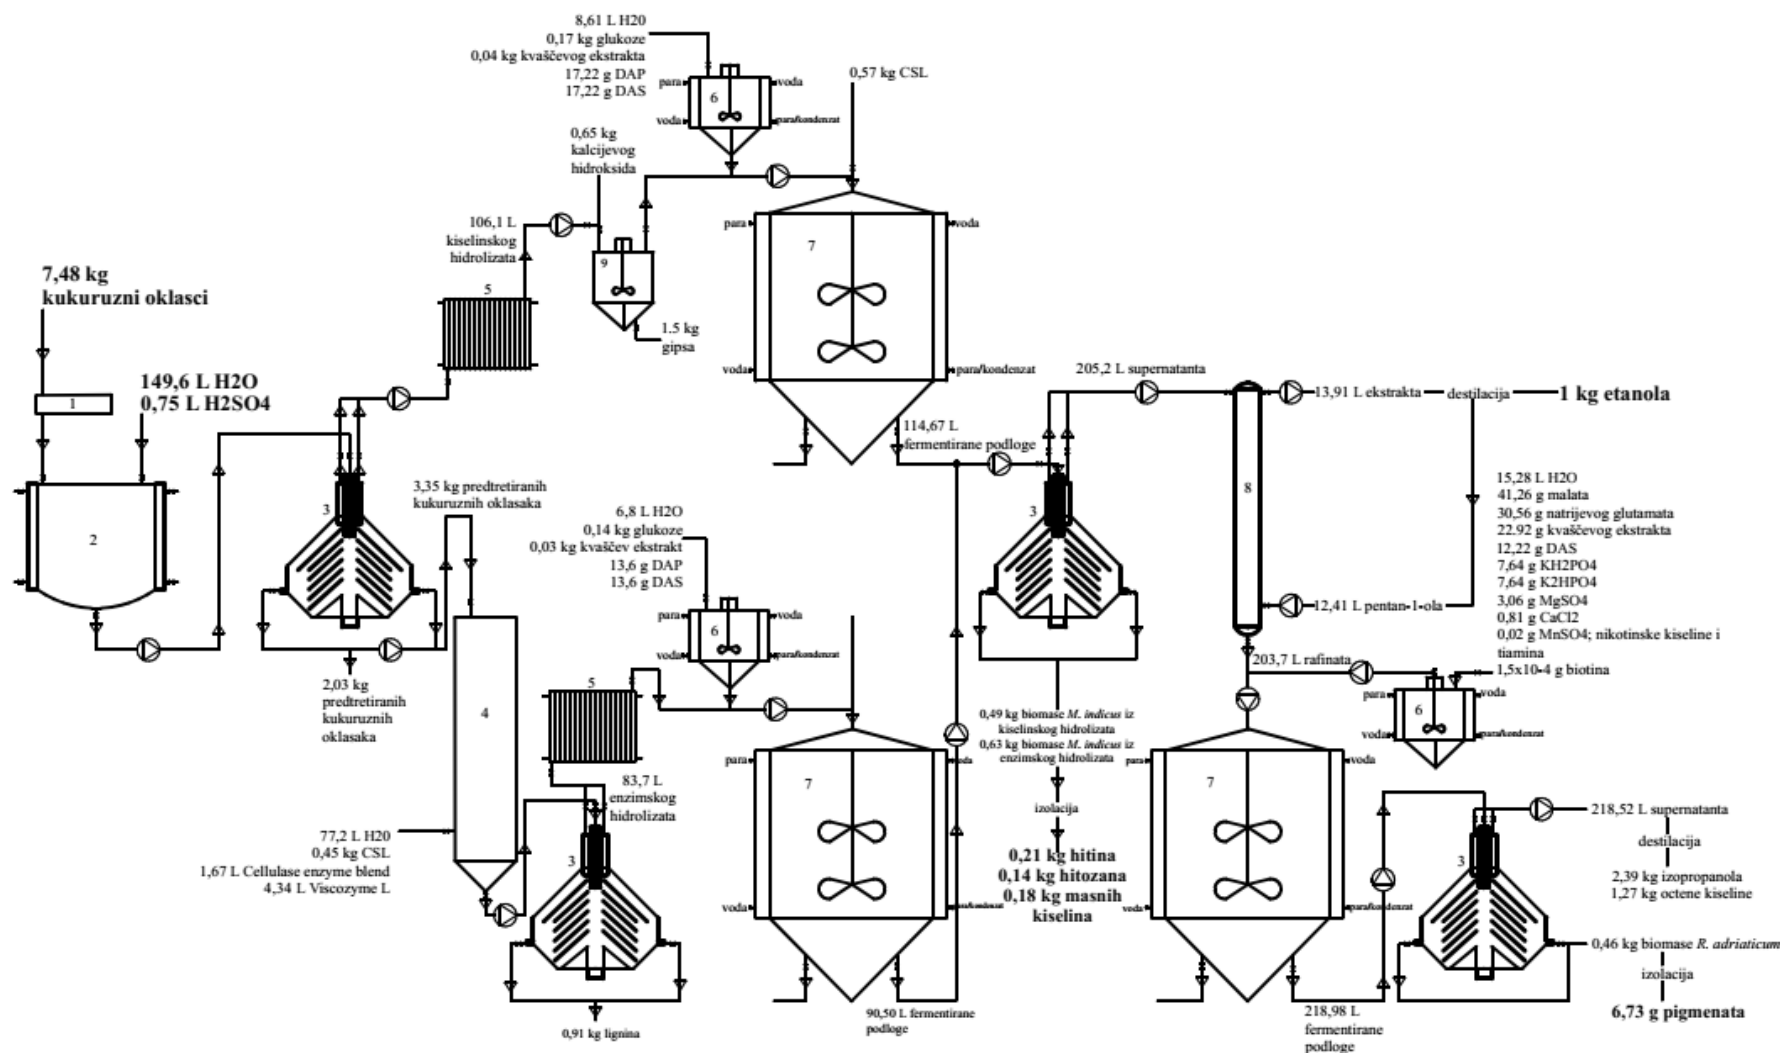 8,61 L H20
0,17 kg glukoze
0,04 kg kvaščevog ekstrakta
17,22 g DAP
17,22 g DAS
para
voda
6
voda
para/kondenzat
0,57 kg CSL
0,65 kg
kalcijevog
hidroksida
106,1 L
kiselinskog
hidrolizata
9
1.5 kg
gipsa
5
7,48 kg
kukuruzni oklasci
1
149,6 L H2O
0,75 L H2SO4
2
3
2,03 kg
predtretiranih
kukuruznih
oklasaka
3,35 kg predtretiranih
kukuruznih oklasaka
4
77,2 L H20
0,45 kg CSL
1,67 L Cellulase enzyme blend
4,34 L Viscozyme L
3
0,91 kg lignina
83,7 L
enzimskog
hidrolizata
5
6,8 L H2O
0,14 kg glukoze
0,03 kg kvaščev ekstrakt
13,6 g DAP
13,6 g DAS
para
voda
6
voda
para/kondenzat
para
voda
7
voda
para/kondenzat
114,67 L
fermentirane podloge
para
voda
7
voda
para/kondenzat
90,50 L fermentirane
podloge
205,2 L supernatanta
3
0,49 kg biomase M. indicus iz
kiselinskog hidrolizata
0,63 kg biomase M. indicus iz
enzimskog hidrolizata
izolacija
0,21 kg hitina
0,14 kg hitozana
0,18 kg masnih
kiselina
8
13,91 L ekstrakta
destilacija
1 kg etanola
12,41 L pentan-1-ola
203,7 L rafinata
15,28 L H2O
41,26 g malata
30,56 g natrijevog glutamata
22,92 g kvaščevog ekstrakta
12,22 g DAS
7,64 g KH2PO4
7,64 g K2HPO4
3,06 g MgSO4
0,81 g CaCl2
0,02 g MnSO4; nikotinske kiseline i
tiamina
1,5x10-4 g biotina
para
voda
6
voda
para/kondenzat
para
voda
7
voda
para/kondenzat
218,98 L
fermentirane
podloge
3
218,52 L supernatanta
destilacija
2,39 kg izopropanola
1,27 kg octene kiseline
0,46 kg biomase R. adriaticum
izolacija
6,73 g pigmenata